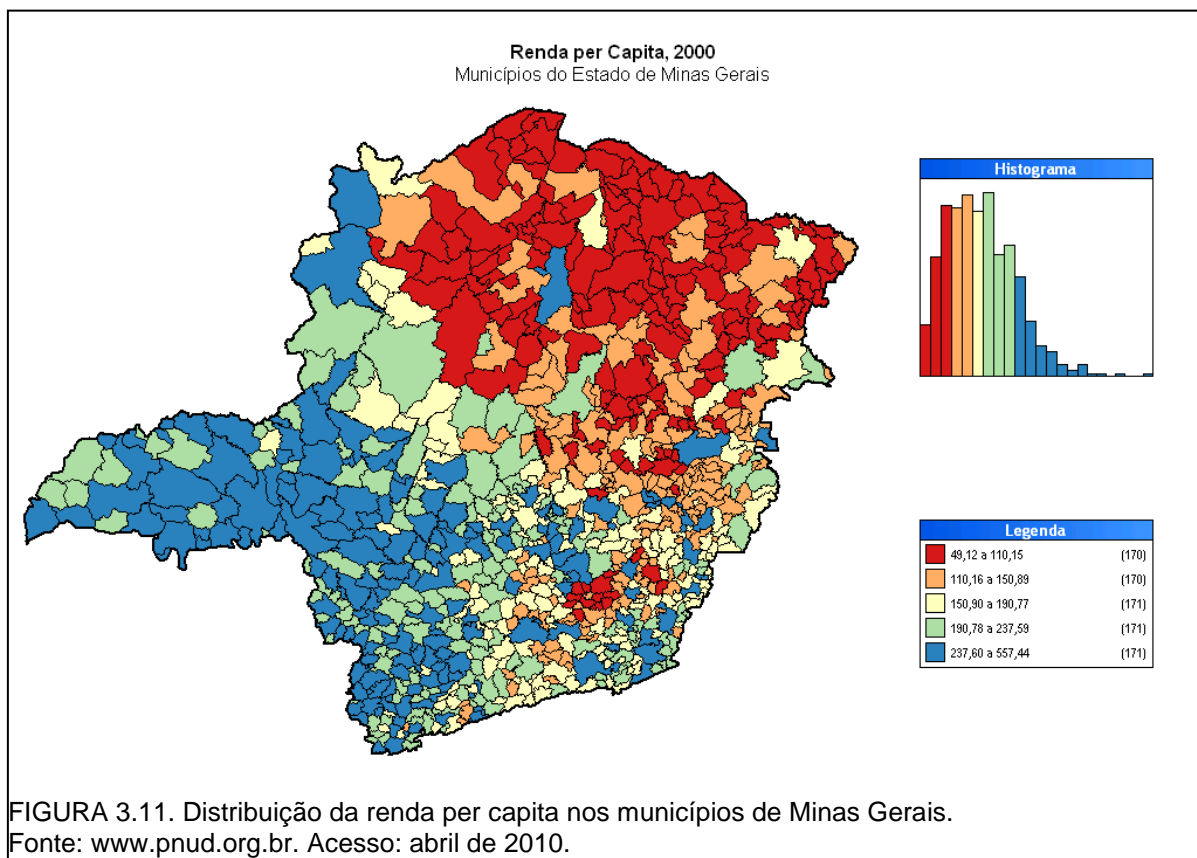 Renda per Capita, 2000
Municípios do Estado de Minas Gerais
Histograma
Legenda
49,12 a 110,15 (170)
110,16 a 150,89 (170)
150,90 a 190,77 (171)
190,78 a 237,59 (171)
237,60 a 557,44 (171)
FIGURA 3.11. Distribuição da renda per capita nos municípios de Minas Gerais.
Fonte: www.pnud.org.br. Acesso: abril de 2010.